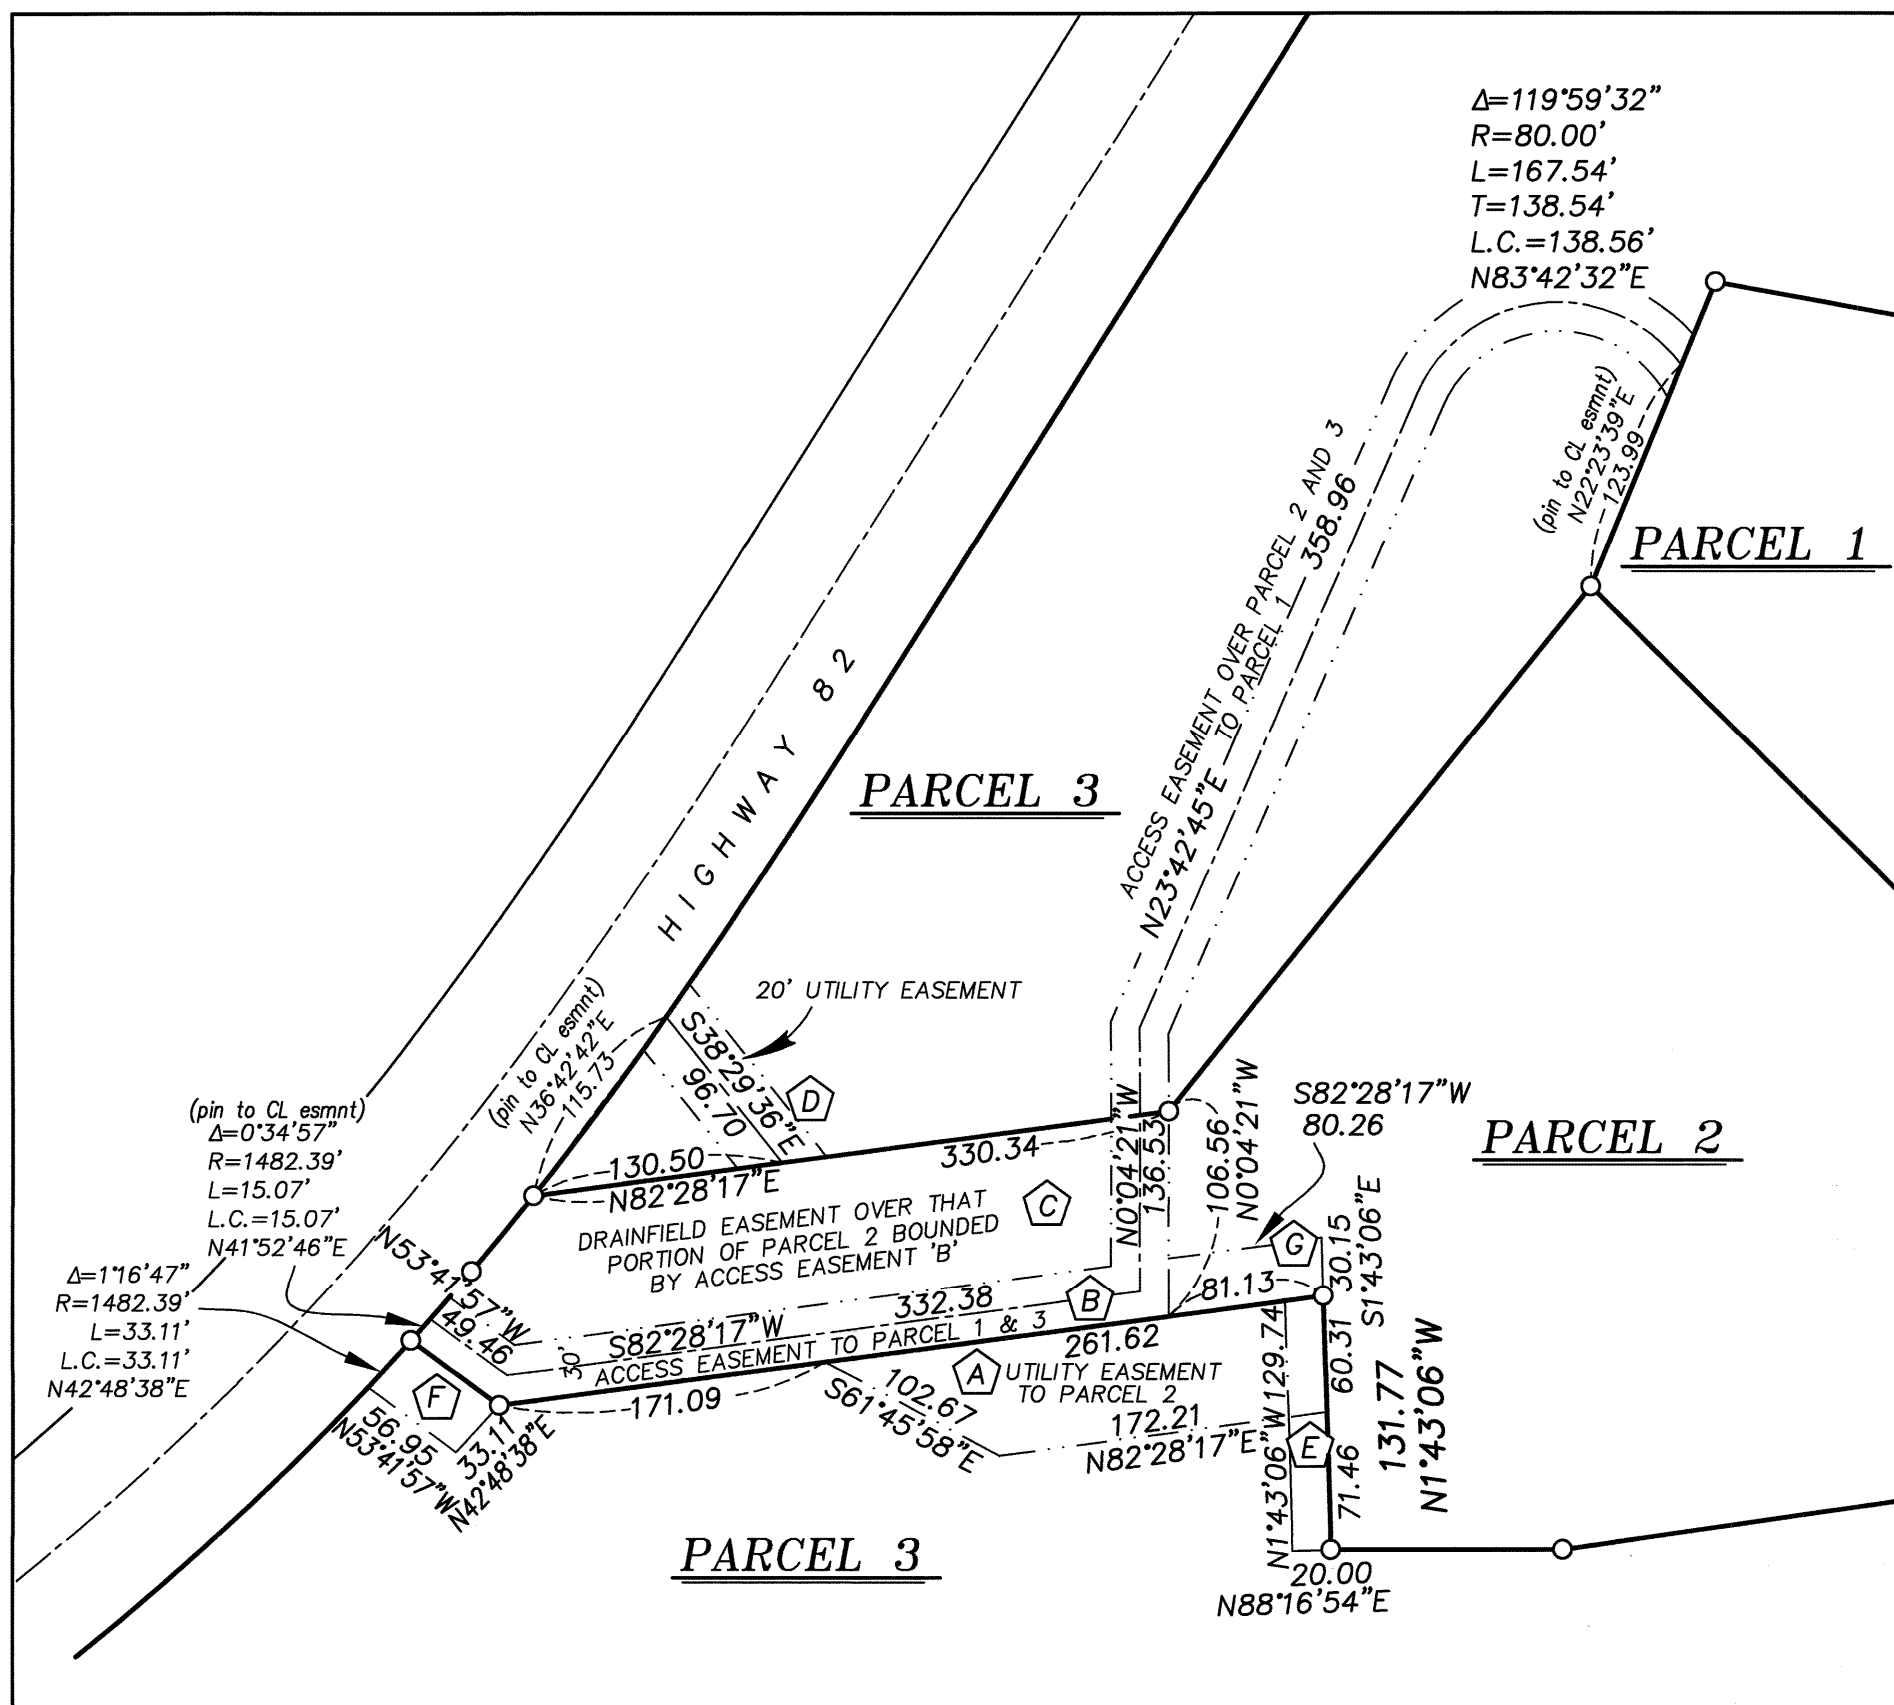 Δ=119°59'32"
R=80.00'
L=167.54'
T=138.54'
L.C.=138.56'
N83°42'32"E
(pin to CL esmnt)
N22°23'39"E
123.99
PARCEL 1
ACCESS EASEMENT OVER PARCEL 2 AND 3
TO PARCEL 1
N23°42'45"E
358.96
HIGHWAY 82
PARCEL 3
20' UTILITY EASEMENT
(pin to CL esmnt)
N36°42'42"E
115.73
S38°29'36"E
96.70
D
(pin to CL esmnt)
Δ=0°34'57"
R=1482.39'
L=15.07'
L.C.=15.07'
N41°52'46"E
Δ=1°16'47"
R=1482.39'
L=33.11'
L.C.=33.11'
N42°48'38"E
130.50
N82°28'17"E
330.34
N0°04'21"W
136.53
106.56
N0°04'21"W
S82°28'17"W
80.26
PARCEL 2
C
DRAINFIELD EASEMENT OVER THAT
PORTION OF PARCEL 2 BOUNDED
BY ACCESS EASEMENT 'B'
G
30.15
S1°43'06"E
N53°41'57"W
49.46
332.38
S82°28'17"W
B
81.13
30'
ACCESS EASEMENT TO PARCEL 1 & 3
261.62
A
UTILITY EASEMENT
TO PARCEL 2
129.74
N1°43'06"W
60.31
131.77
N1°43'06"W
F
171.09
102.67
S61°45'58"E
172.21
N82°28'17"E
E
71.46
56.95
N53°41'57"W
33.11
N42°48'38"E
PARCEL 3
20.00
N88°16'54"E